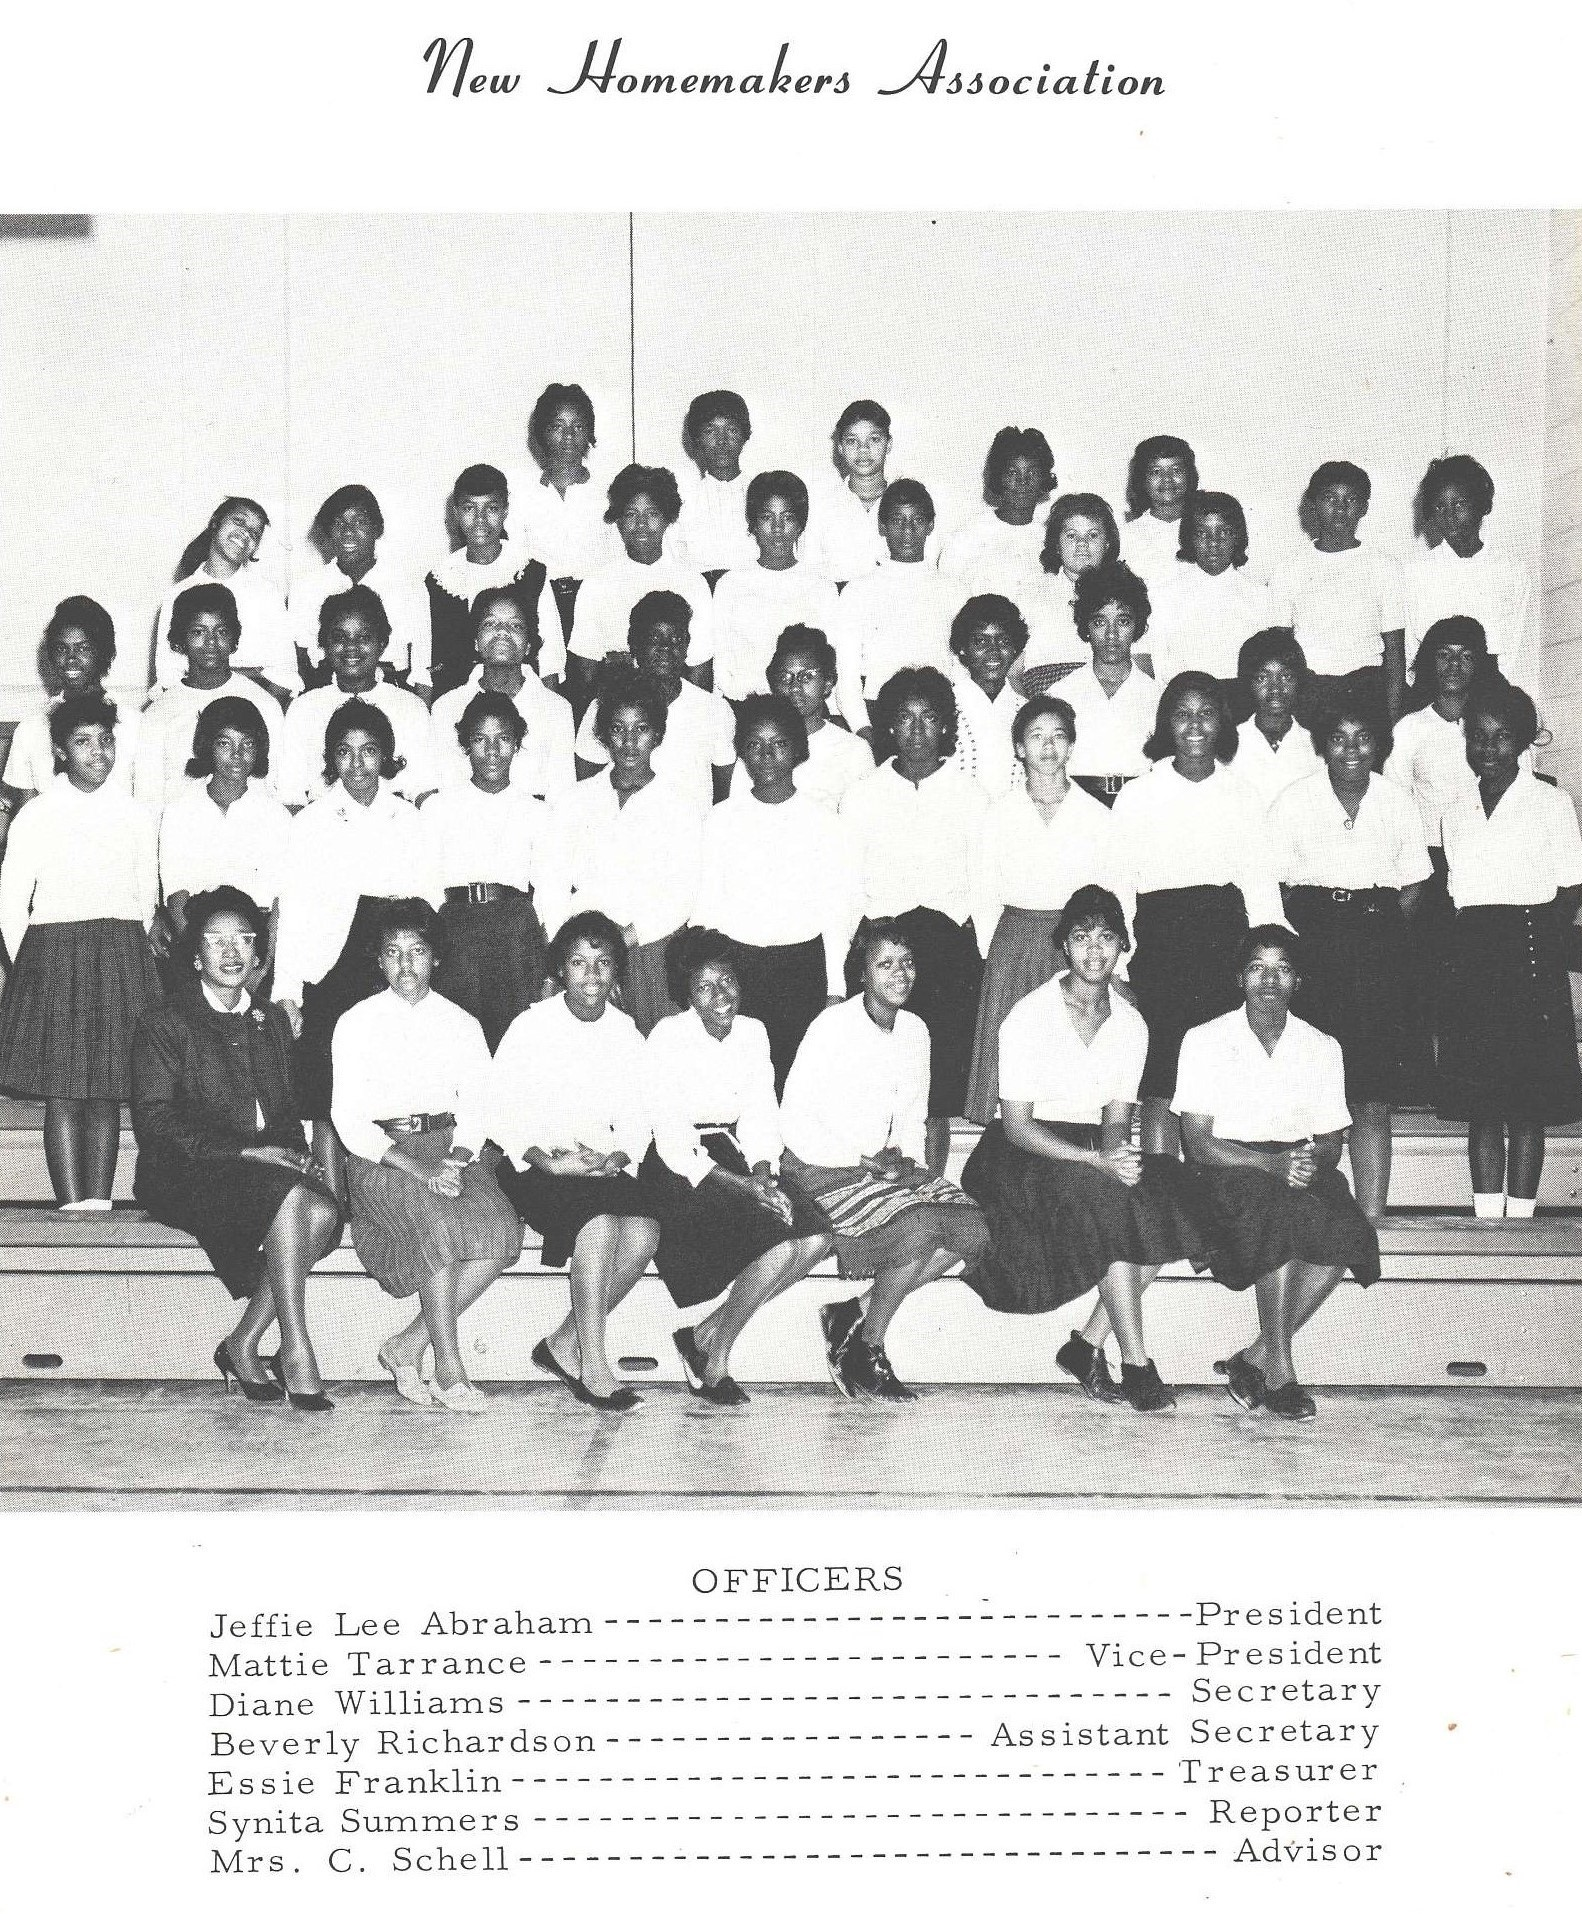 New Homemakers Association
OFFICERS
Jeffie Lee Abraham ---------------------------President
Mattie Tarrance ------------------------ Vice-President
Diane Williams ------------------------------ Secretary
Beverly Richardson ----------------- Assistant Secretary
Essie Franklin ------------------------------ Treasurer
Synita Summers ------------------------------ Reporter
Mrs. C. Schell -------------------------------- Advisor